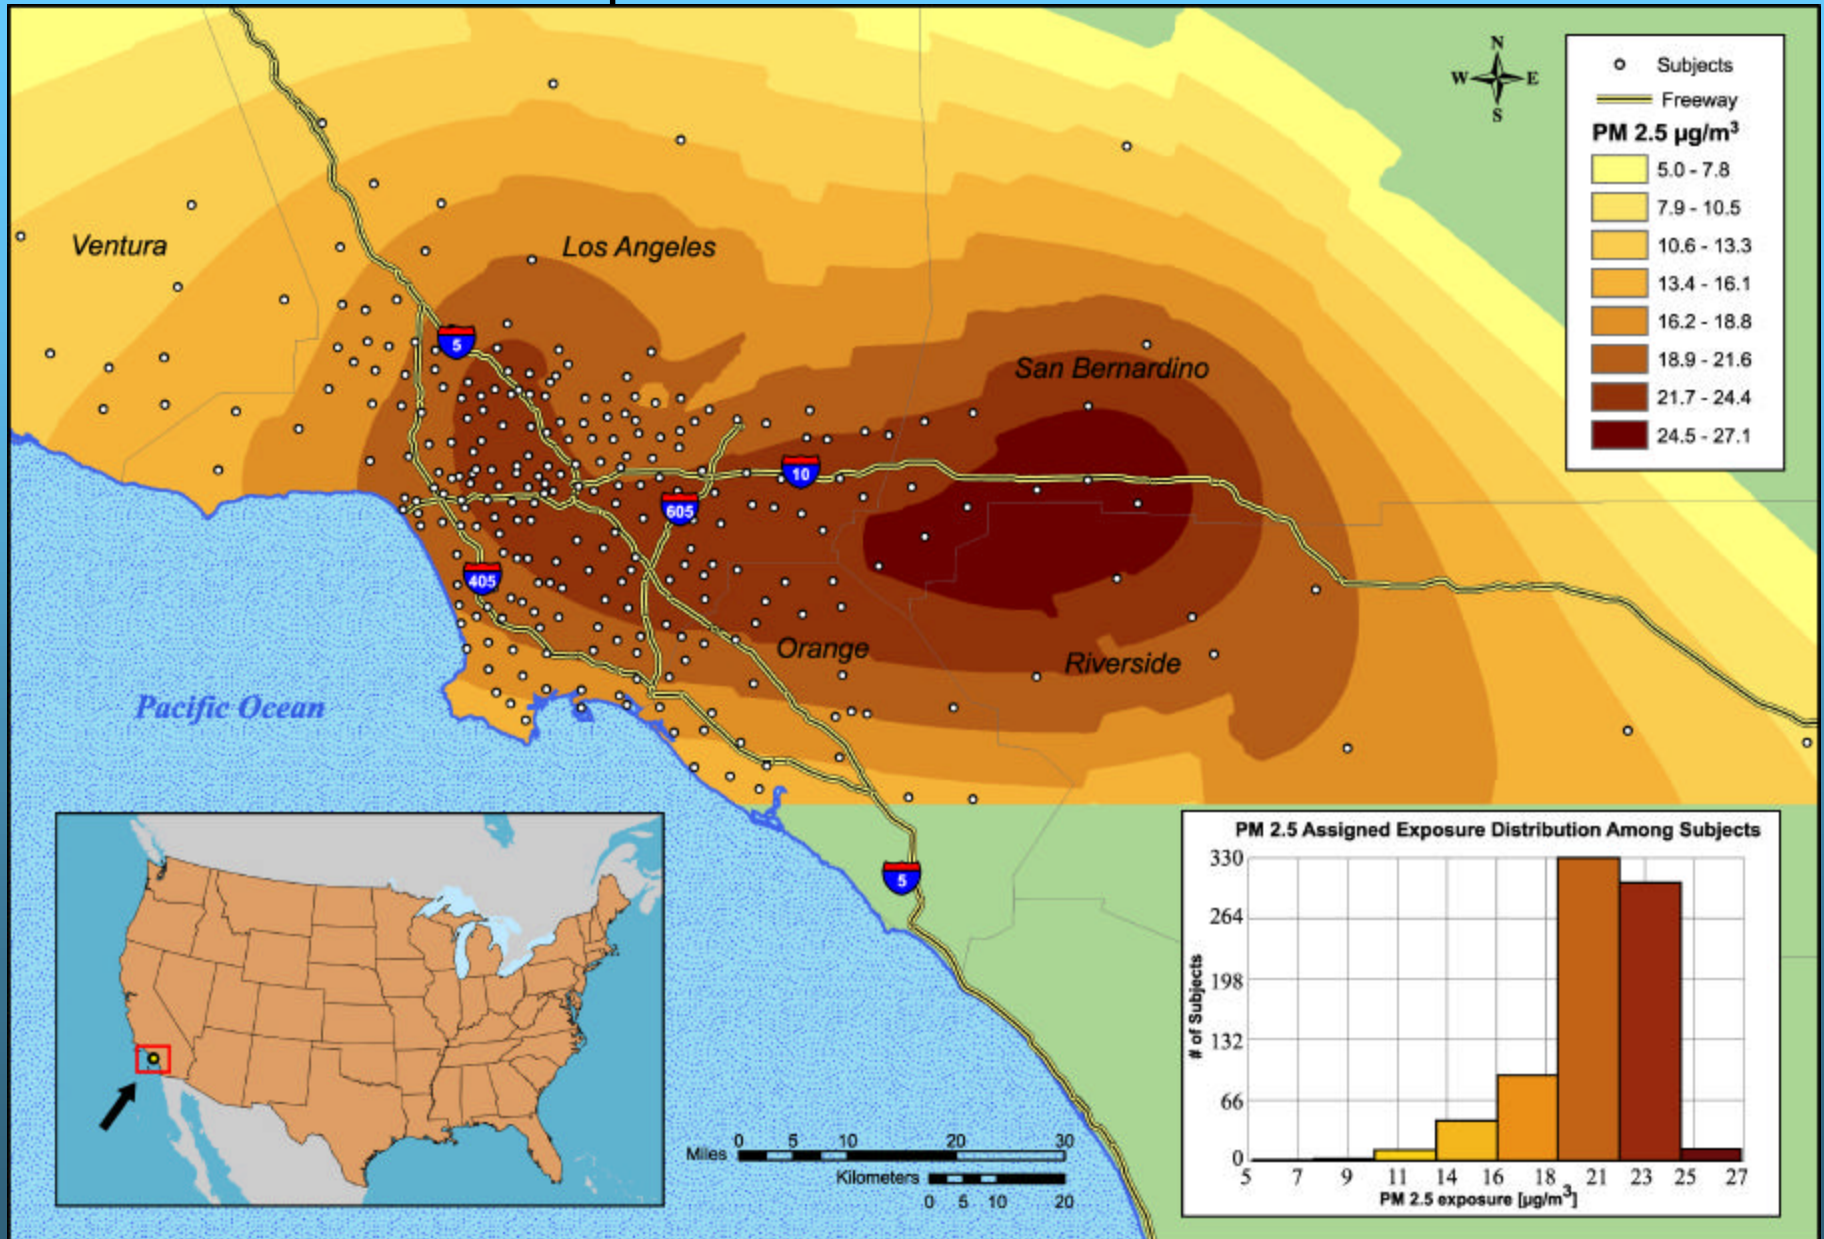 N
W E
S
Subjects
Freeway
PM 2.5 µg/m³
5.0 - 7.8
7.9 - 10.5
10.6 - 13.3
13.4 - 16.1
16.2 - 18.8
18.9 - 21.6
21.7 - 24.4
24.5 - 27.1
Ventura
Los Angeles
5
San Bernardino
10
605
405
Orange
Riverside
Pacific Ocean
5
PM 2.5 Assigned Exposure Distribution Among Subjects
330
264
198
132
66
0
# of Subjects
5 7 9 11 14 16 18 21 23 25 27
PM 2.5 exposure [µg/m³]
0 5 10 20 30
Miles
Kilometers
0 5 10 20